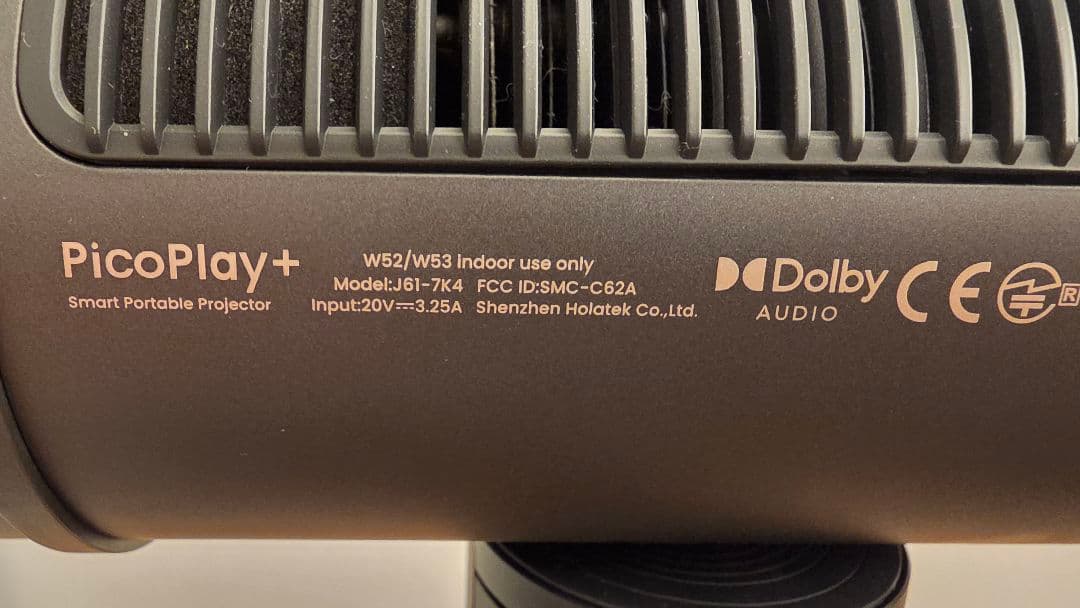 PicoPlay+
Smart Portable Projector
W52/W53 Indoor use only
Model:J61-7K4 FCC ID:SMC-C62A
Input:20V⎓3.25A Shenzhen Holatek Co.,Ltd.
Dolby
AUDIO
CE
R